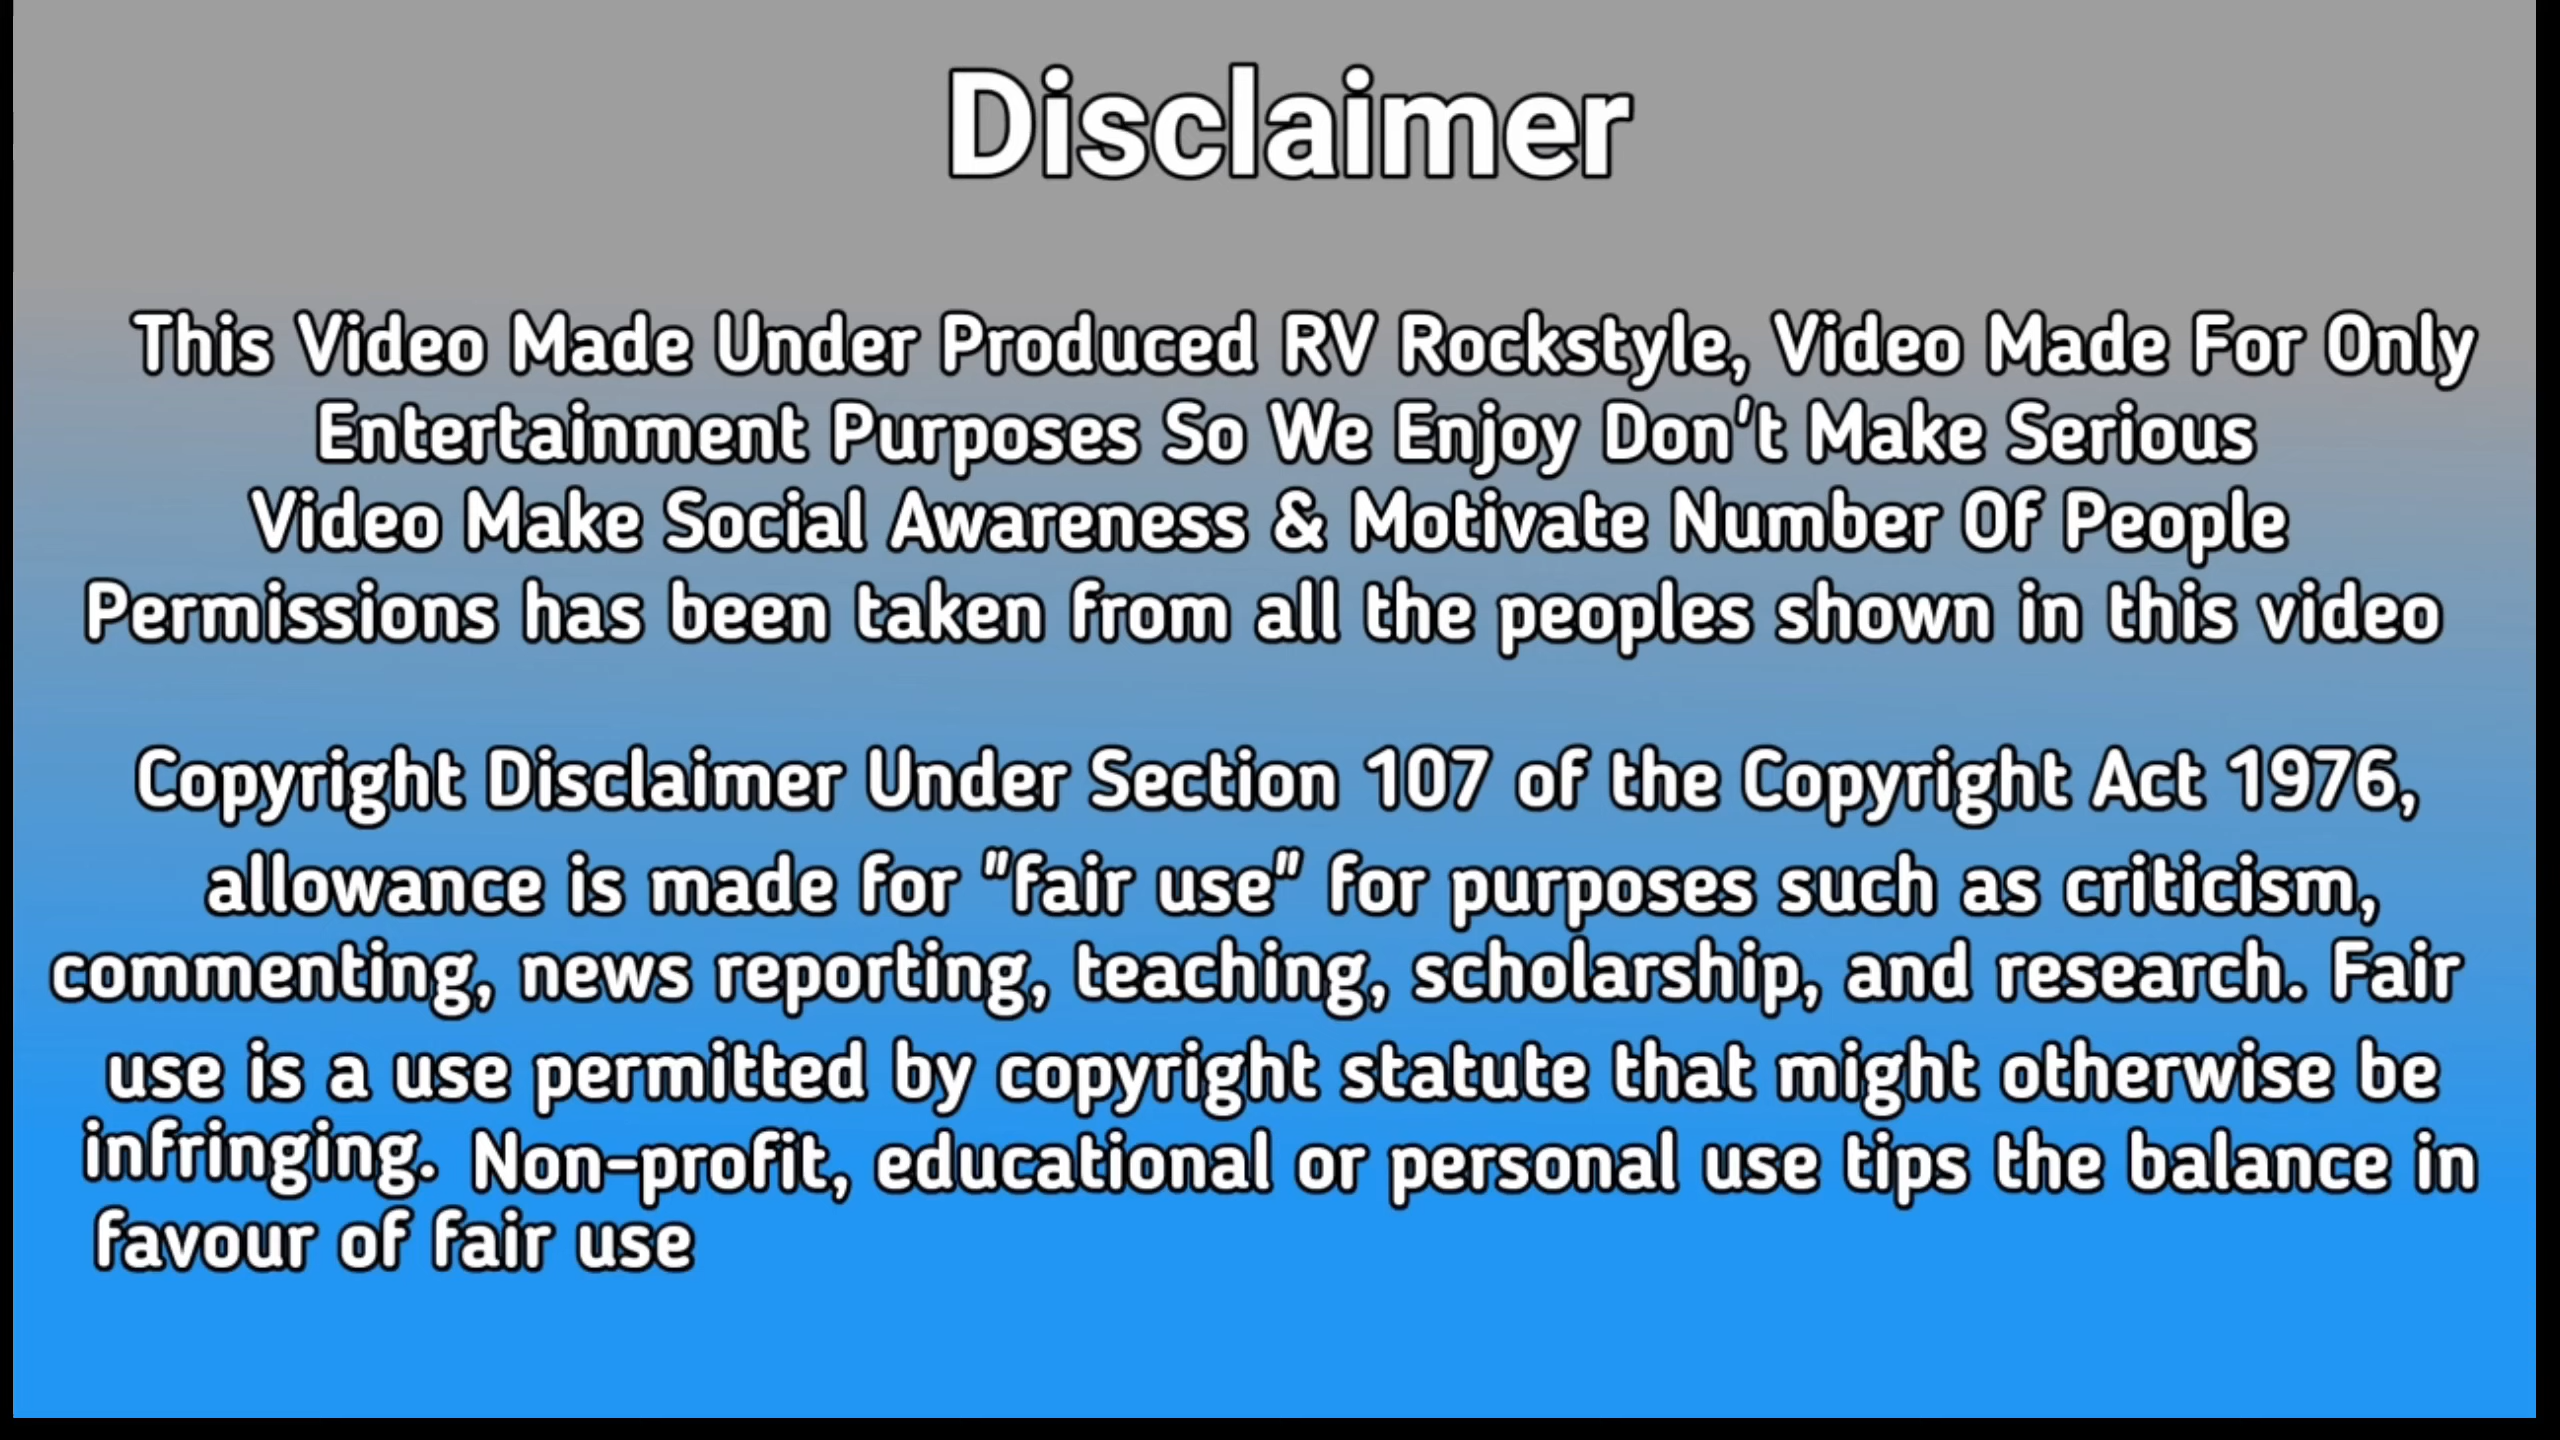 Disclaimer
This Video Made Under Produced RV Rockstyle, Video Made For Only
Entertainment Purposes So We Enjoy Don't Make Serious
Video Make Social Awareness & Motivate Number Of People
Permissions has been taken from all the peoples shown in this video
Copyright Disclaimer Under Section 107 of the Copyright Act 1976,
allowance is made for "fair use" for purposes such as criticism,
commenting, news reporting, teaching, scholarship, and research. Fair
use is a use permitted by copyright statute that might otherwise be
infringing. Non-profit, educational or personal use tips the balance in
favour of fair use